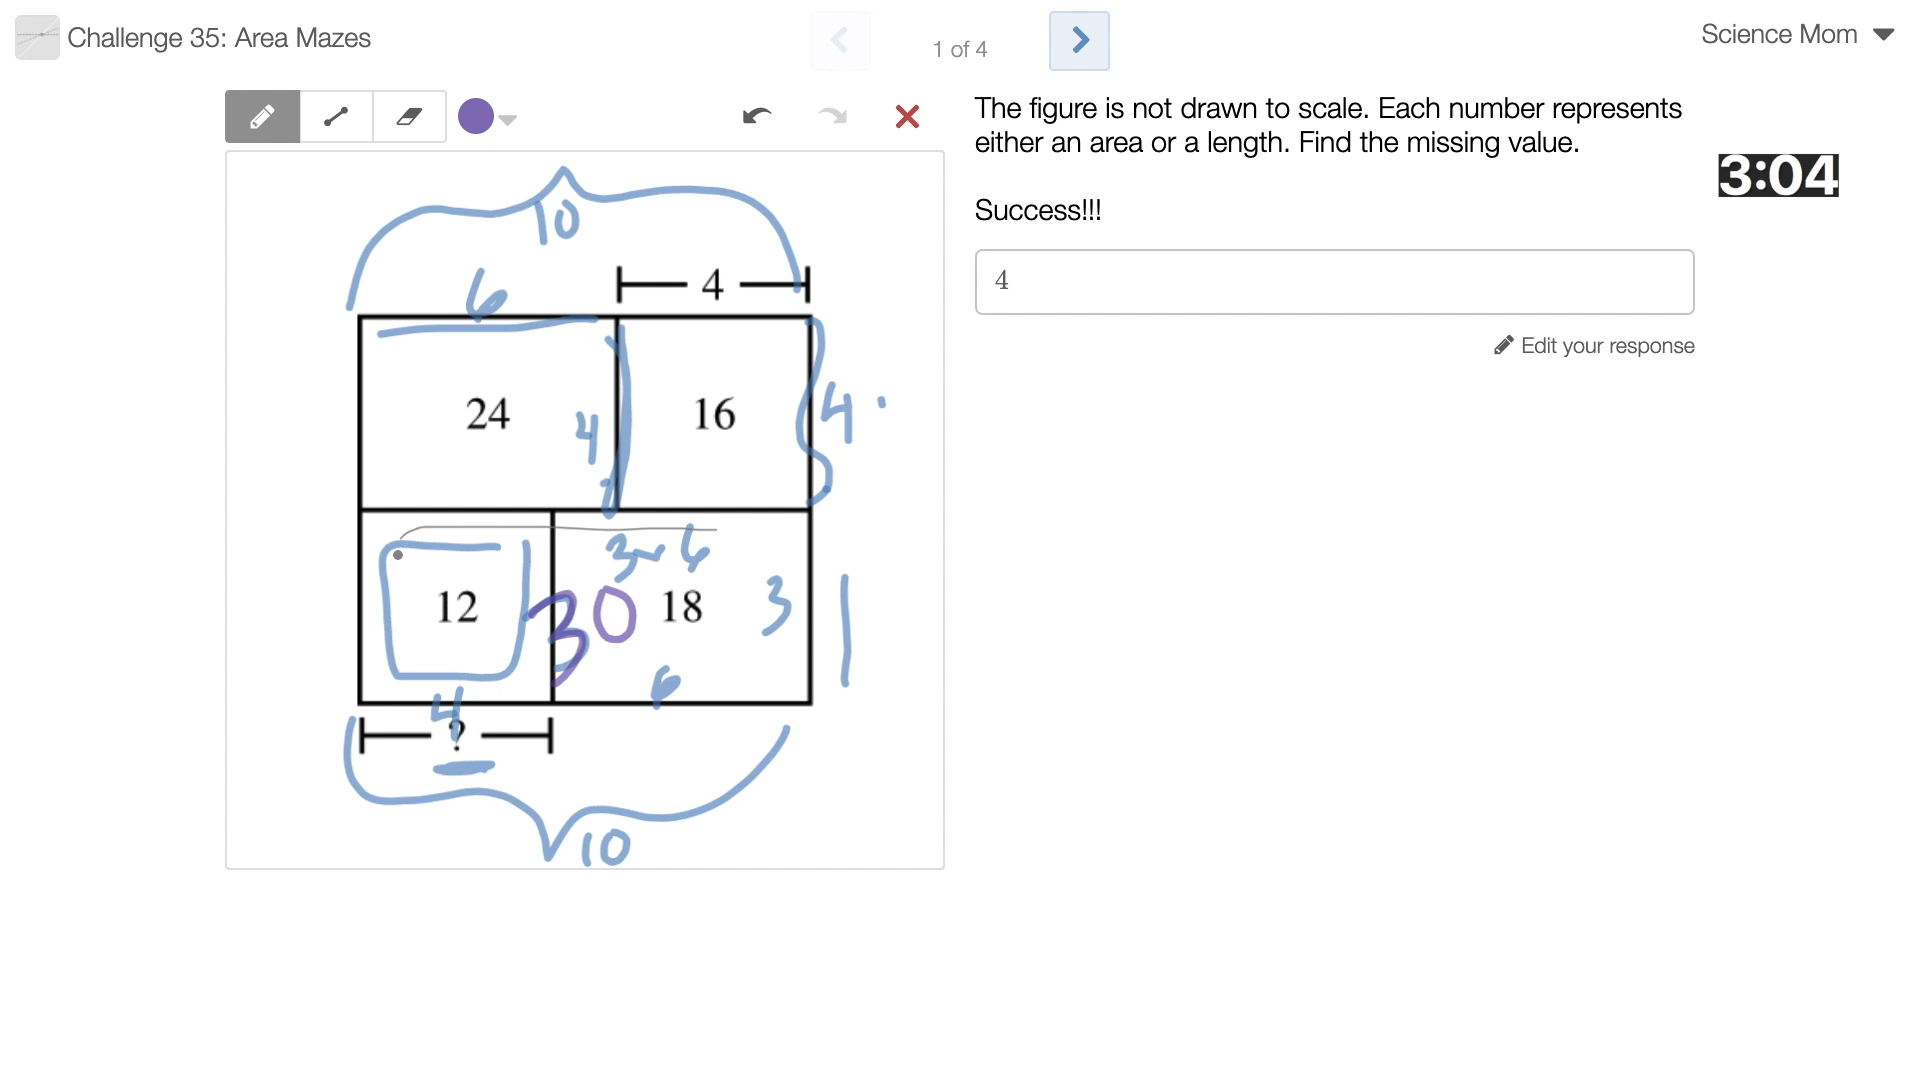 Challenge 35: Area Mazes
1 of 4
Science Mom
The figure is not drawn to scale. Each number represents
either an area or a length. Find the missing value.
3:04
Success!!!
4
Edit your response
10
6
4
24
4
16
4
3 6
12
30
18
3
6
4
?
10